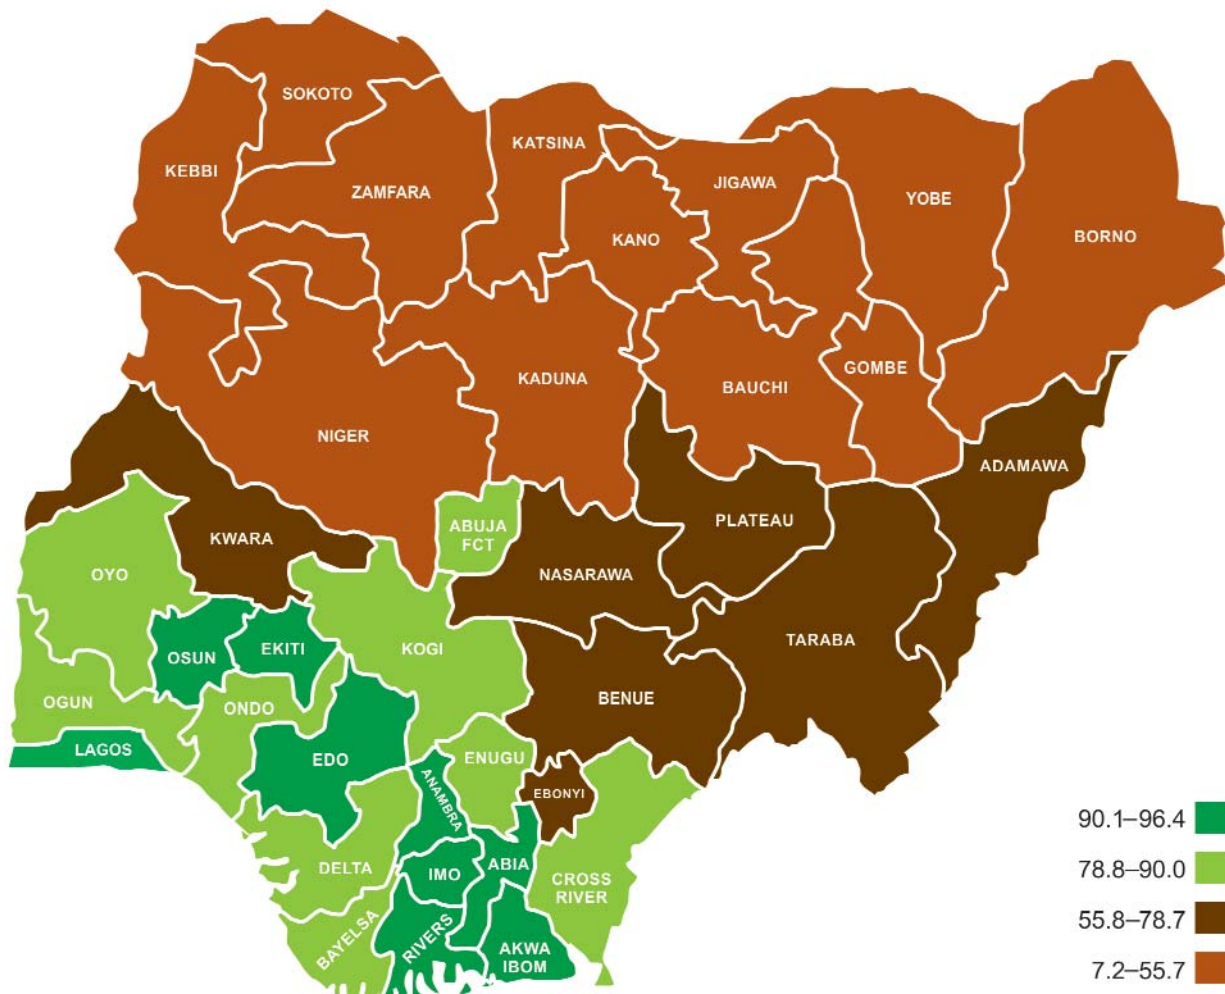 SOKOTO
KATSINA
KEBBI
JIGAWA
ZAMFARA
YOBE
BORNO
KANO
GOMBE
KADUNA
BAUCHI
NIGER
ADAMAWA
PLATEAU
ABUJA
FCT
KWARA
NASARAWA
OYO
TARABA
KOGI
EKITI
OSUN
BENUE
OGUN
ONDO
LAGOS
EDO
ENUGU
EBONYI
ANAMBRA
90.1–96.4
DELTA
IMO
ABIA
78.8–90.0
CROSS
RIVER
55.8–78.7
BAYELSA
RIVERS
AKWA
IBOM
7.2–55.7